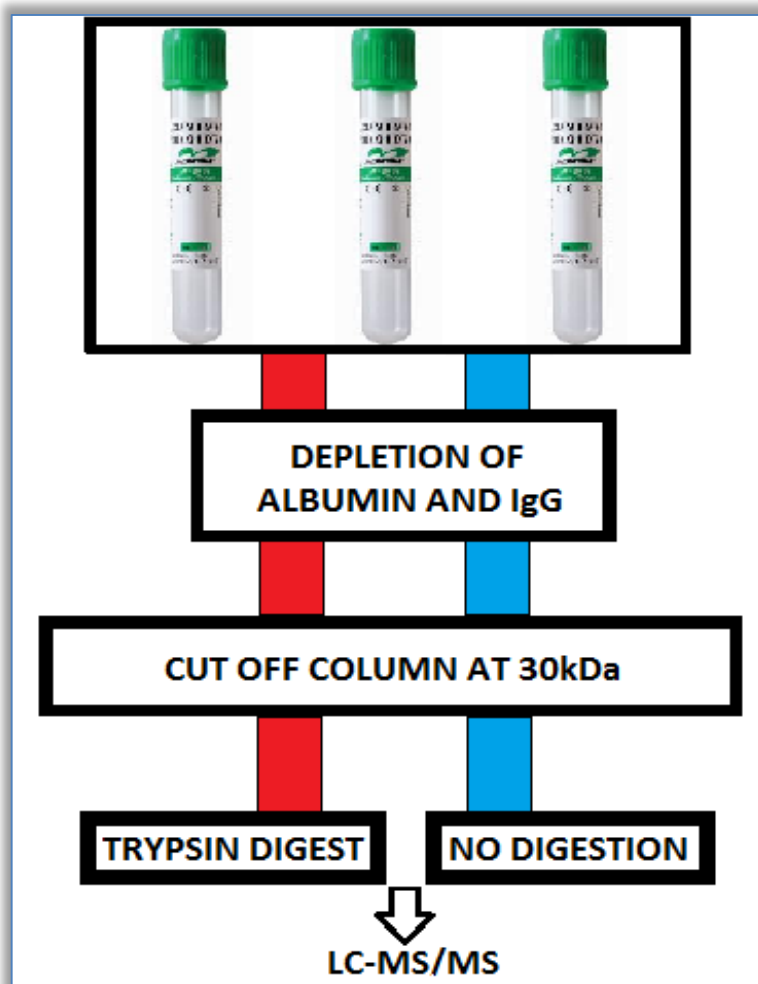 DEPLETION OF
ALBUMIN AND IgG
CUT OFF COLUMN AT 30kDa
TRYPSIN DIGEST
NO DIGESTION
LC-MS/MS